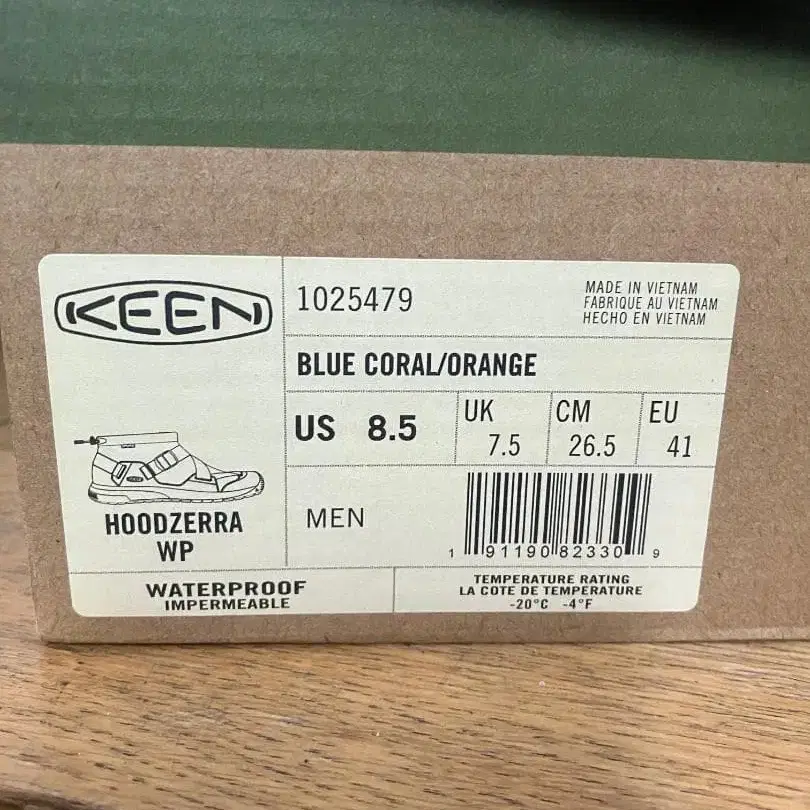 KEEN
1025479
MADE IN VIETNAM
FABRIQUE AU VIETNAM
HECHO EN VIETNAM
BLUE CORAL/ORANGE
US 8.5
UK 7.5
CM 26.5
EU 41
HOODZERRA
WP
MEN
1 91190 82330 9
WATERPROOF
IMPERMEABLE
TEMPERATURE RATING
LA COTE DE TEMPERATURE
-20°C -4°F